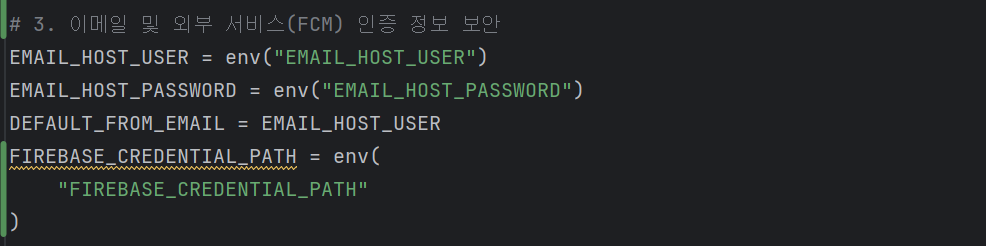 # 3. 이메일 및 외부 서비스(FCM) 인증 정보 보안
EMAIL_HOST_USER = env("EMAIL_HOST_USER")
EMAIL_HOST_PASSWORD = env("EMAIL_HOST_PASSWORD")
DEFAULT_FROM_EMAIL = EMAIL_HOST_USER
FIREBASE_CREDENTIAL_PATH = env(
    "FIREBASE_CREDENTIAL_PATH"
)